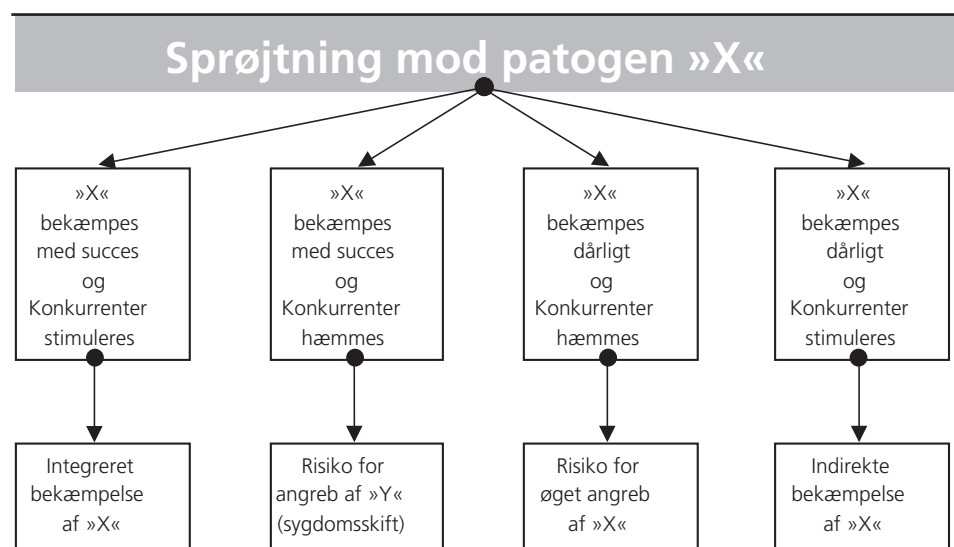 Sprøjtning mod patogen »X«
»X«
bekæmpes
med succes
og
Konkurrenter
stimuleres
»X«
bekæmpes
med succes
og
Konkurrenter
hæmmes
»X«
bekæmpes
dårligt
og
Konkurrenter
hæmmes
»X«
bekæmpes
dårligt
og
Konkurrenter
stimuleres
Integreret
bekæmpelse
af »X«
Risiko for
angreb af »Y«
(sygdomsskift)
Risiko for
øget angreb
af »X«
Indirekte
bekæmpelse
af »X«